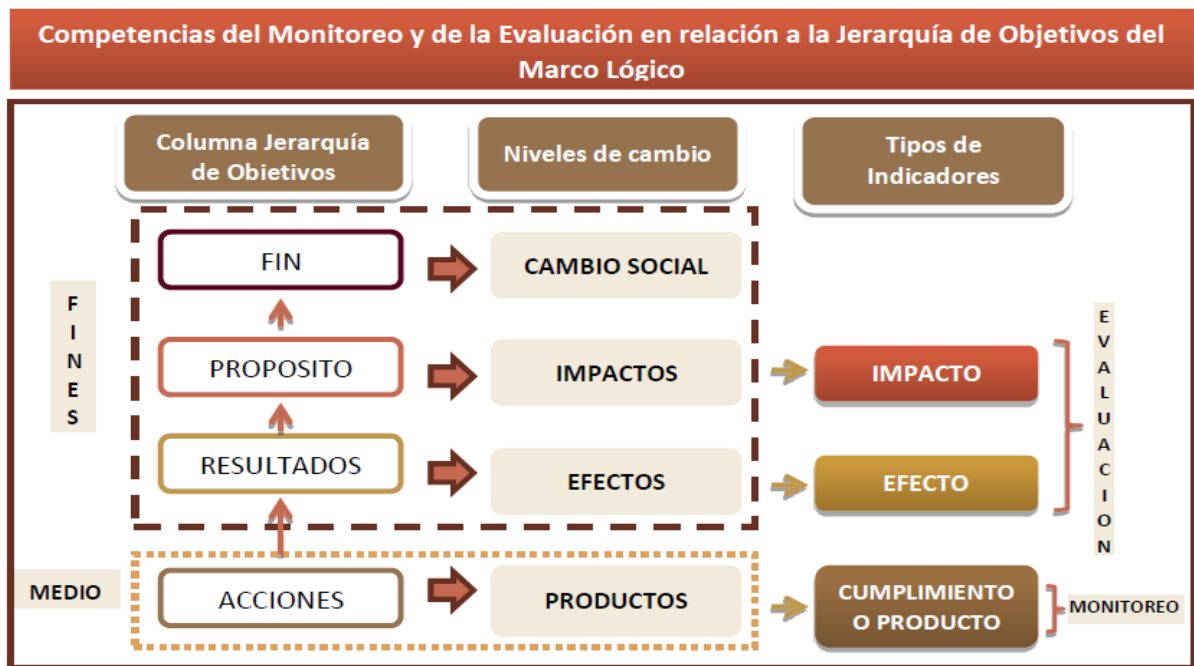 Competencias del Monitoreo y de la Evaluación en relación a la Jerarquía de Objetivos del
Marco Lógico
Columna Jerarquía
de Obietivos
Niveles de cambio
Tipos de
Indicadores
FINES
FIN
CAMBIO SOCIAL
PROPOSITO
IMPACTOS
IMPACTO
RESULTADOS
EFECTOS
EFECTO
EVALUACION
MEDIO
ACCIONES
PRODUCTOS
CUMPLIMIENTO
O PRODUCTO
MONITOREO